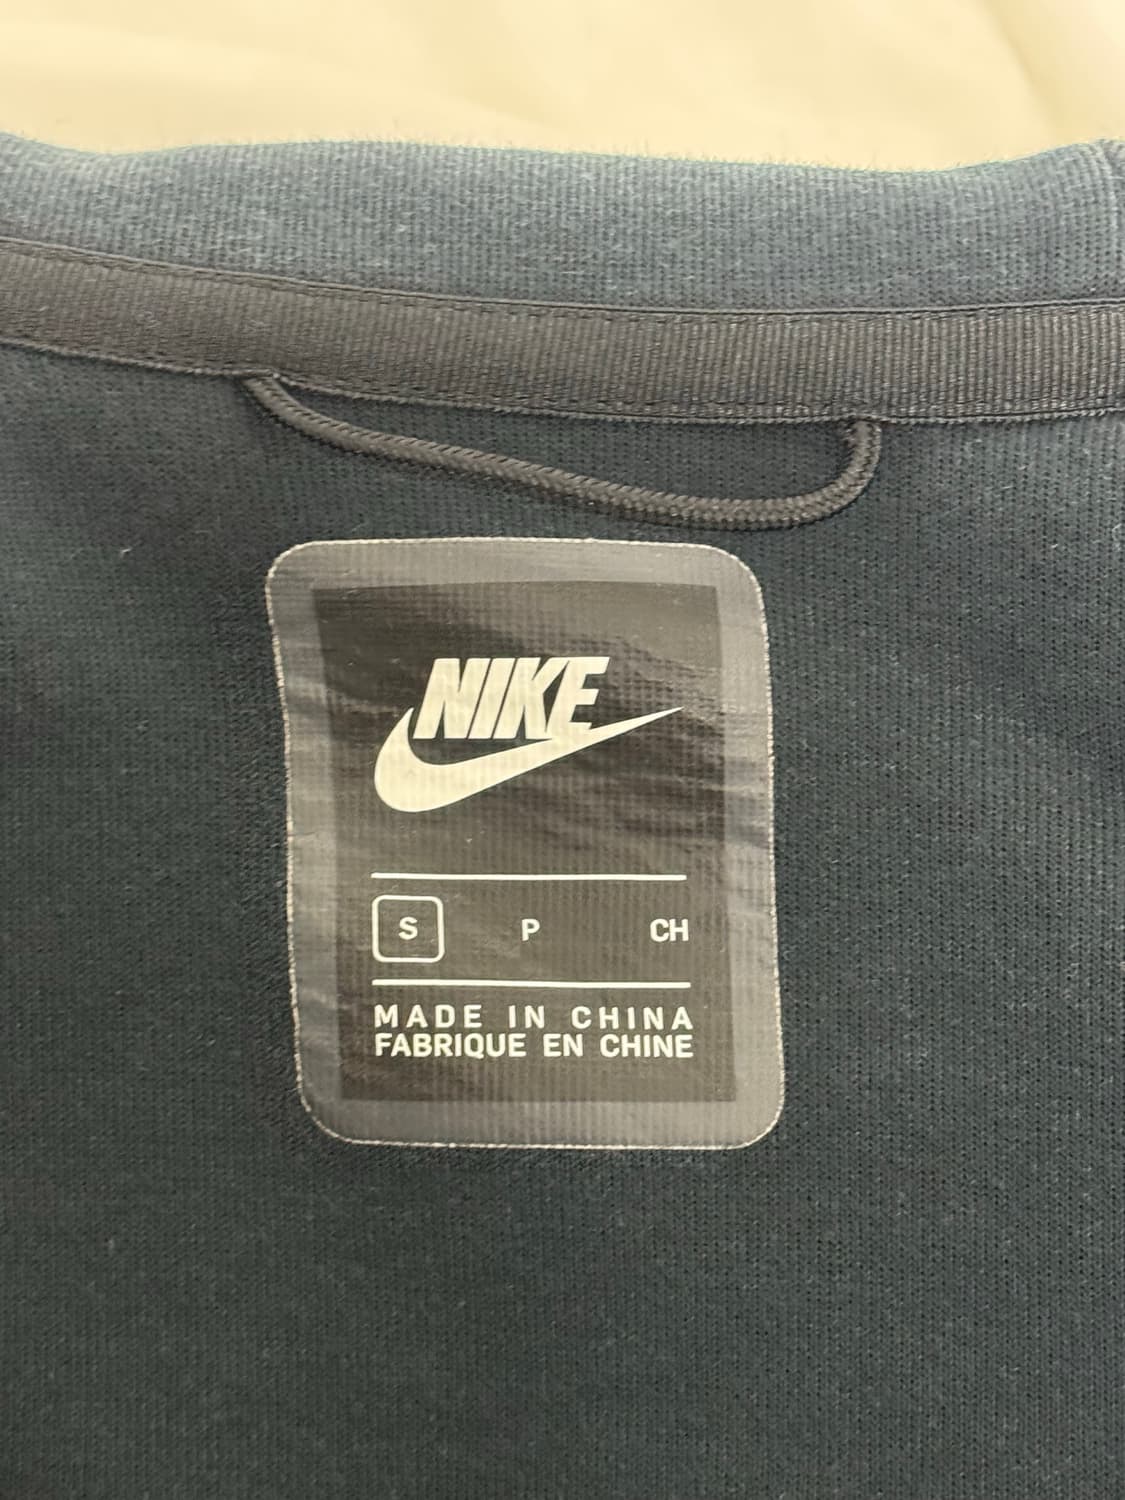 NIKE
S P CH
MADE IN CHINA
FABRIQUE EN CHINE